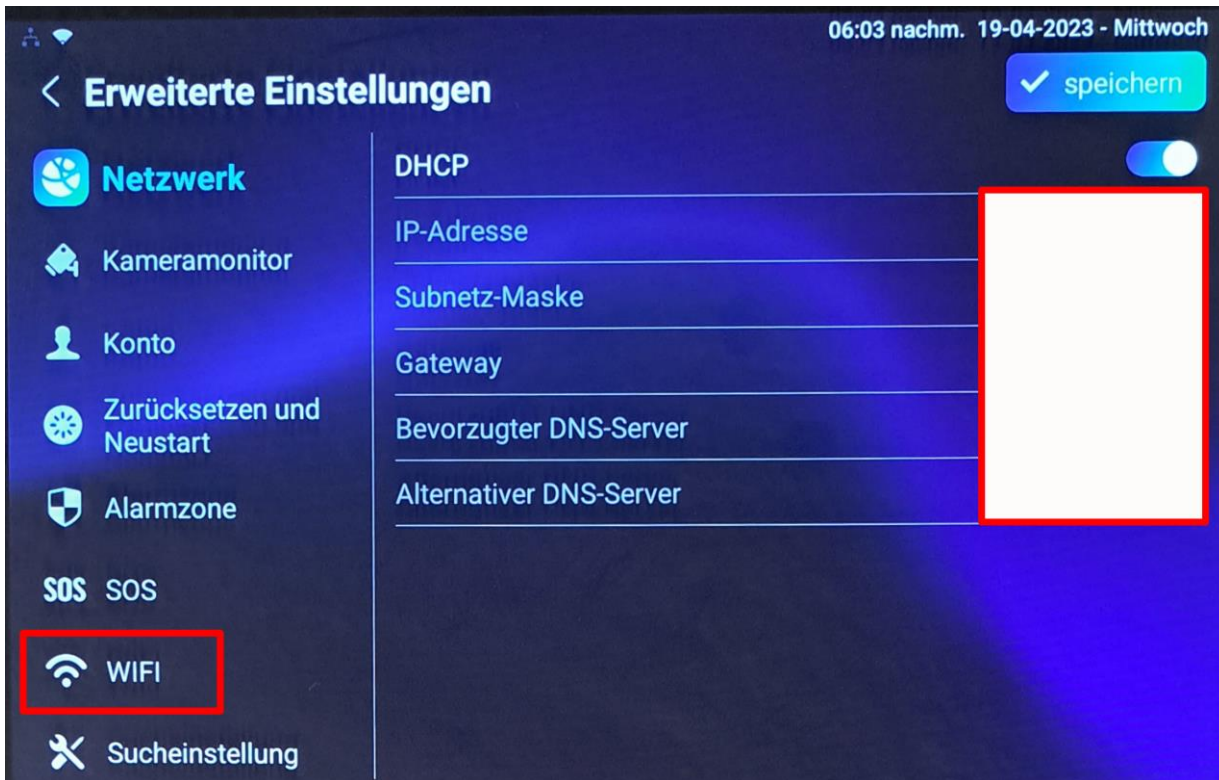 06:03 nachm. 19-04-2023 - Mittwoch
Erweiterte Einstellungen
speichern
Netzwerk
DHCP
IP-Adresse
Kameramonitor
Subnetz-Maske
Konto
Gateway
Zurücksetzen und
Neustart
Bevorzugter DNS-Server
Alternativer DNS-Server
Alarmzone
SOS SOS
WIFI
Sucheinstellung